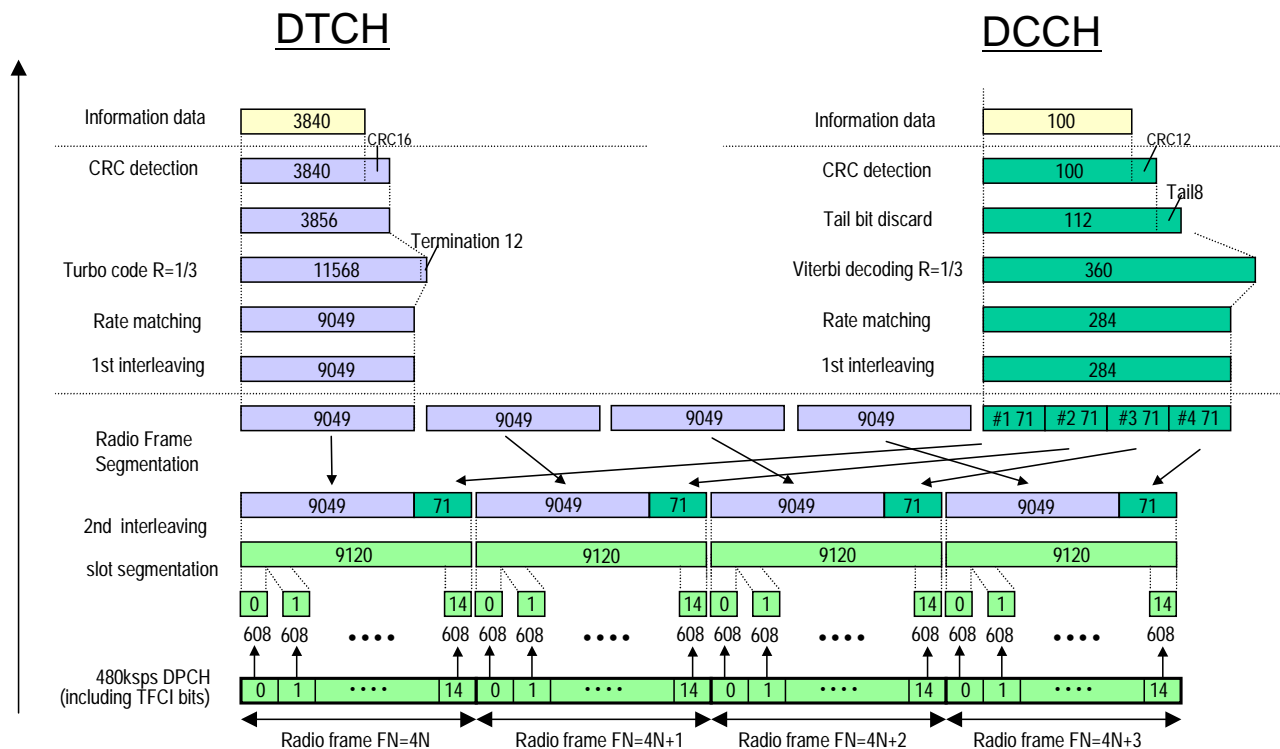 DTCH DCCH
Information data 3840 Information data 100
CRC16 CRC12
CRC detection 3840 CRC detection 100
Tail8
3856 Tail bit discard 112
Termination 12
Turbo code R=1/3 11568 Viterbi decoding R=1/3 360
Rate matching 9049 Rate matching 284
1st interleaving 9049 1st interleaving 284
9049 9049 9049 9049 #1 71 #2 71 #3 71 #4 71
Radio Frame
Segmentation
9049 71 9049 71 9049 71 9049 71
2nd interleaving
9120 9120 9120 9120
slot segmentation
0 1 14 0 1 14 0 1 14 0 1 14
608 608 •••• 608 608 608 •••• 608 608 608 •••• 608 608 608 •••• 608
480ksps DPCH
(including TFCI bits)
0 1 •••• 14 0 1 •••• 14 0 1 •••• 14 0 1 •••• 14
Radio frame FN=4N Radio frame FN=4N+1 Radio frame FN=4N+2 Radio frame FN=4N+3